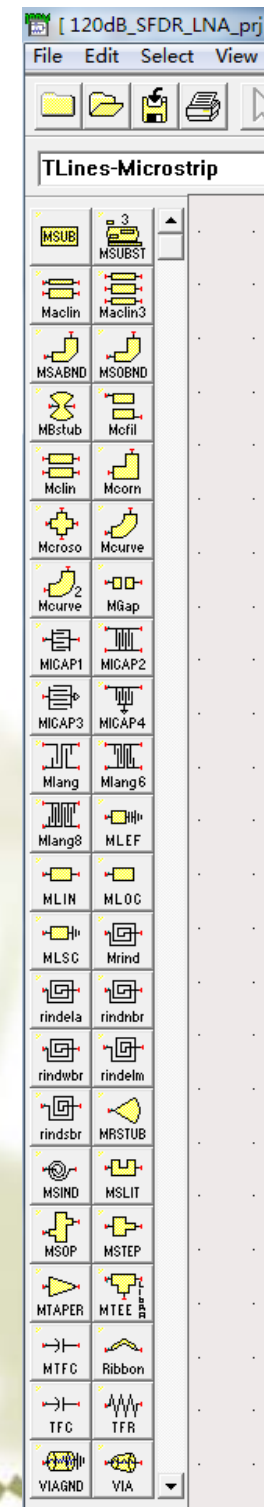 [ 120dB_SFDR_LNA_prj
File Edit Select View
TLines-Microstrip
MSUB 3 MSUBST
Maclin Maclin3
MSABND MSOBND
MBstub Mcfil
Mclin Mcorn
Mcroso Mcurve
Mcurve 2 MGap
MICAP1 MICAP2
MICAP3 MICAP4
Mlang Mlang6
Mlang8 MLEF
MLIN MLOC
MLSC Mrind
rindela rindnbr
rindwbr rindelm
rindsbr MRSTUB
MSIND MSLIT
MSOP MSTEP
MTAPER MTEE
MTFC Ribbon
TFC TFR
VIAGND VIA